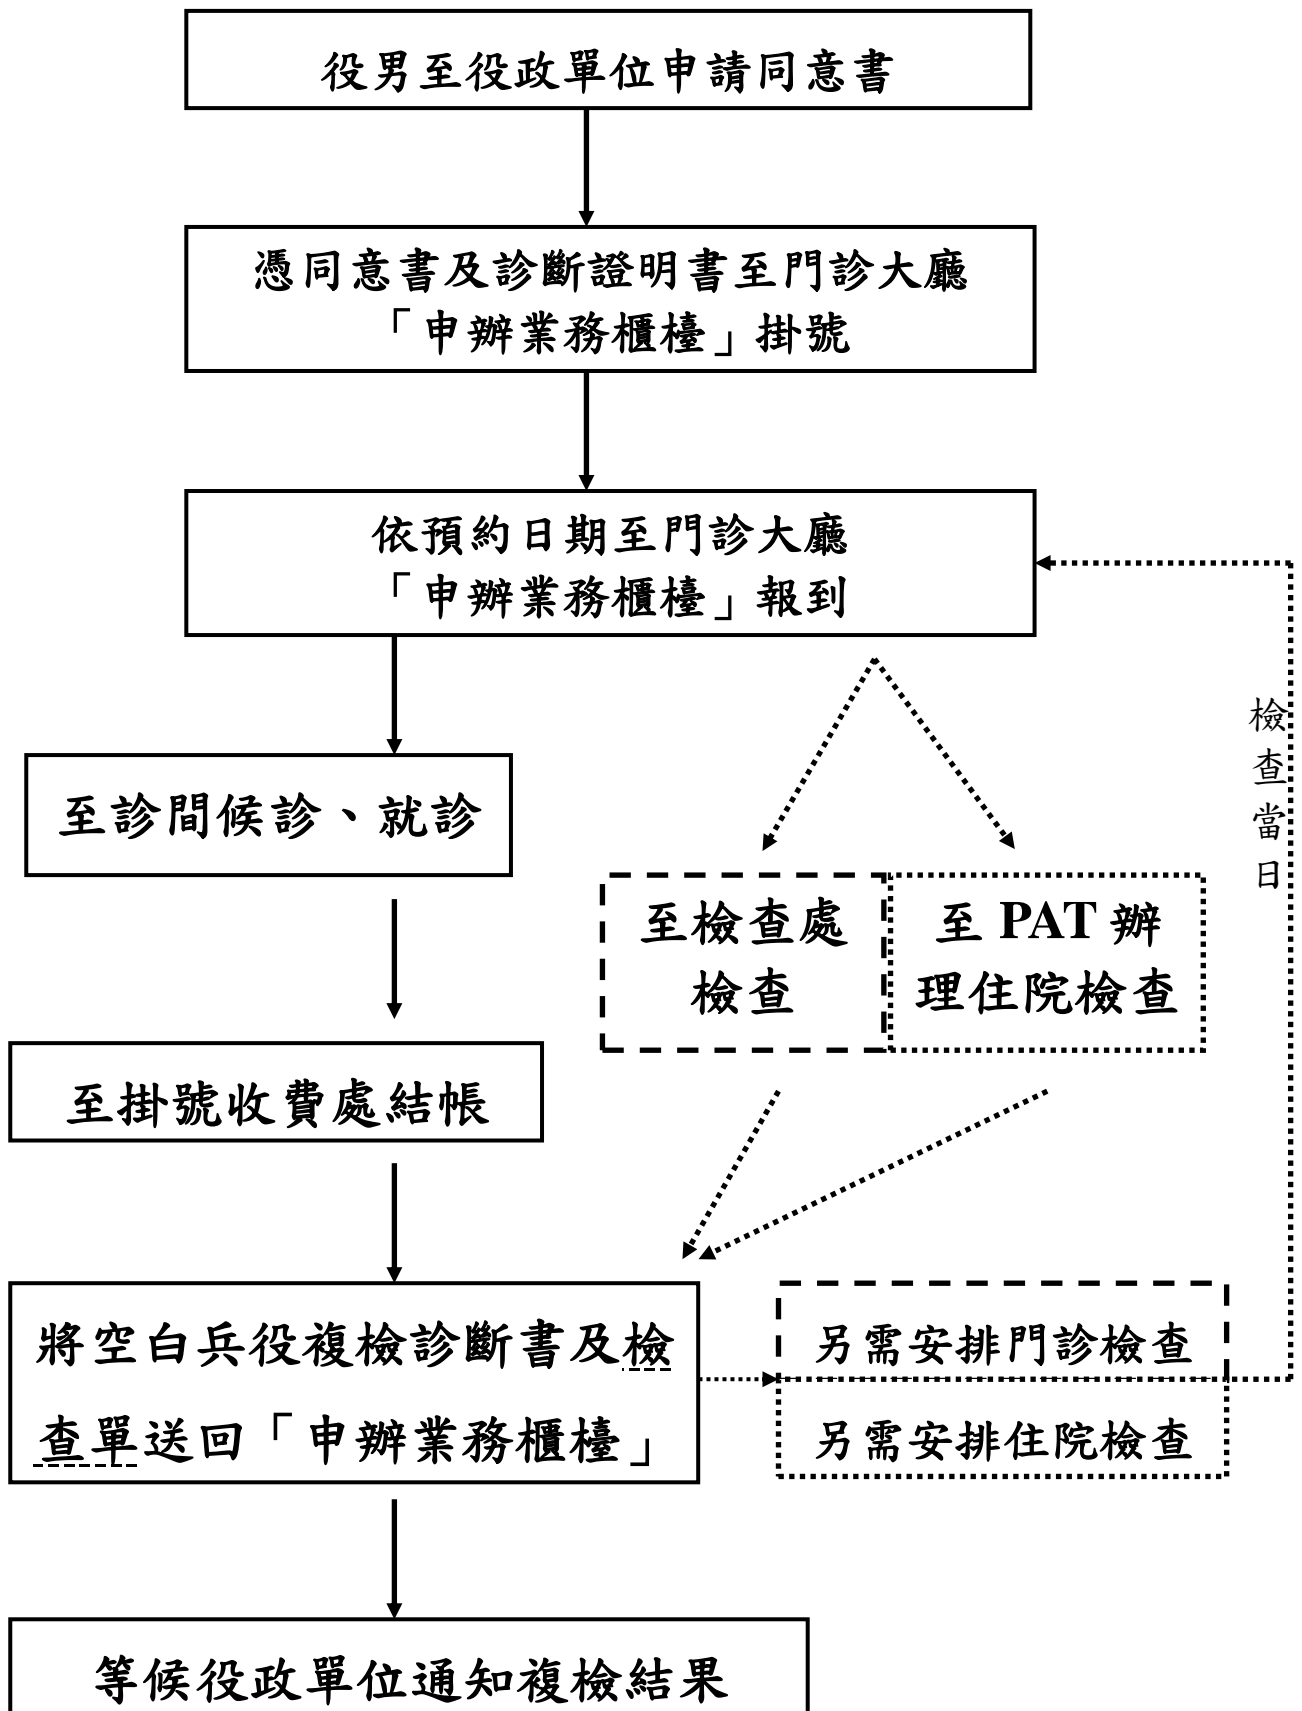 役男至役政單位申請同意書
憑同意書及診斷證明書至門診大廳
「申辦業務櫃檯」掛號
依預約日期至門診大廳
「申辦業務櫃檯」報到
檢查當日
至診間候診、就診
至檢查處
檢查
至 PAT 辦
理住院檢查
至掛號收費處結帳
將空白兵役複檢診斷書及檢
查單送回「申辦業務櫃檯」
另需安排門診檢查
另需安排住院檢查
等候役政單位通知複檢結果